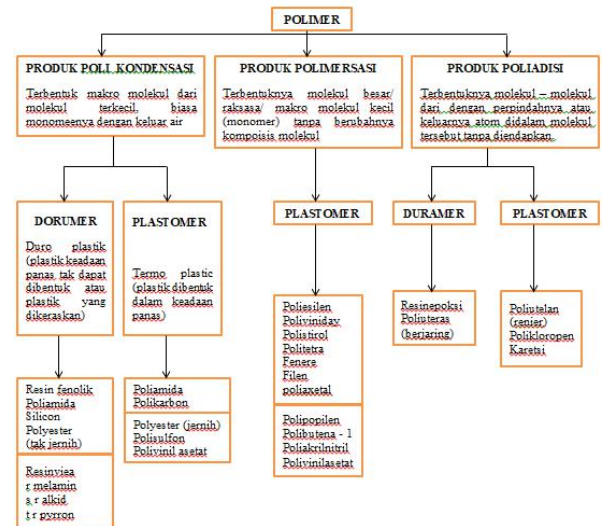 POLIMER
PRODUK POLI KONDENSASI
Terbentuk makro molekul dari
molekul terkecil, biasa
monomeenya dengan keluar air
PRODUK POLIMERSASI
Terbentuknya molekul besar/
raksasa/ makro molekul kecil
(monomer) tanpa berubahnya
kompoisis molekul
PRODUK POLIADISI
Terbentuknya molekul – molekul
dari dengan perpindahnya atau
keluarnya atom didalam molekul
tersebut tanpa diendapkan.
DORUMER
Duro plastik
(plastik keadaan
panas tak dapat
dibentuk atau
plastik yang
dikeraskan)
PLASTOMER
Termo plastic
(plastik dibentuk
dalam keadaan
panas)
PLASTOMER
DURAMER
PLASTOMER
Resin fenolik
Poliamida
Silicon
Polyester
(tak jernih)
Resinviea
r melamin
s, r alkid
t r pyrron
Poliamida
Polikarbon
Polyester (jernih)
Polisulfon
Polivinil asetat
Poliesilen
Poliviniday
Polistirol
Politetra
Fenere
Filen
poliaxetal
Polipopilen
Polibutena - 1
Poliakrilnitril
Polivinilasetat
Resinepoksi
Poliuteras
(berjaring)
Poliutelan
(renier)
Polikloropen
Karetsi